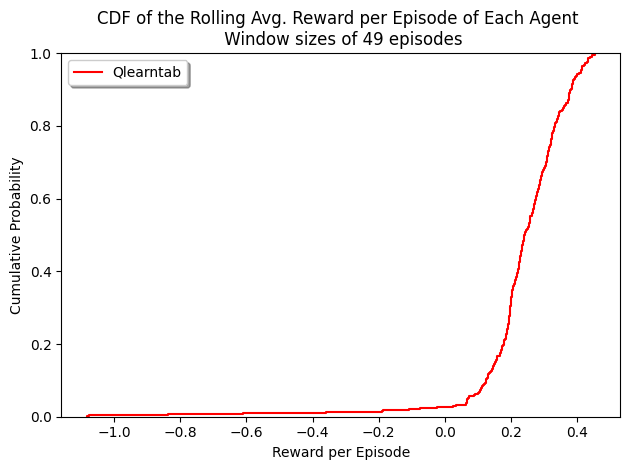 CDF of the Rolling Avg. Reward per Episode of Each Agent
Window sizes of 49 episodes
Qlearntab
1.0
0.8
0.6
0.4
0.2
0.0
Cumulative Probability
−1.0 −0.8 −0.6 −0.4 −0.2 0.0 0.2 0.4
Reward per Episode